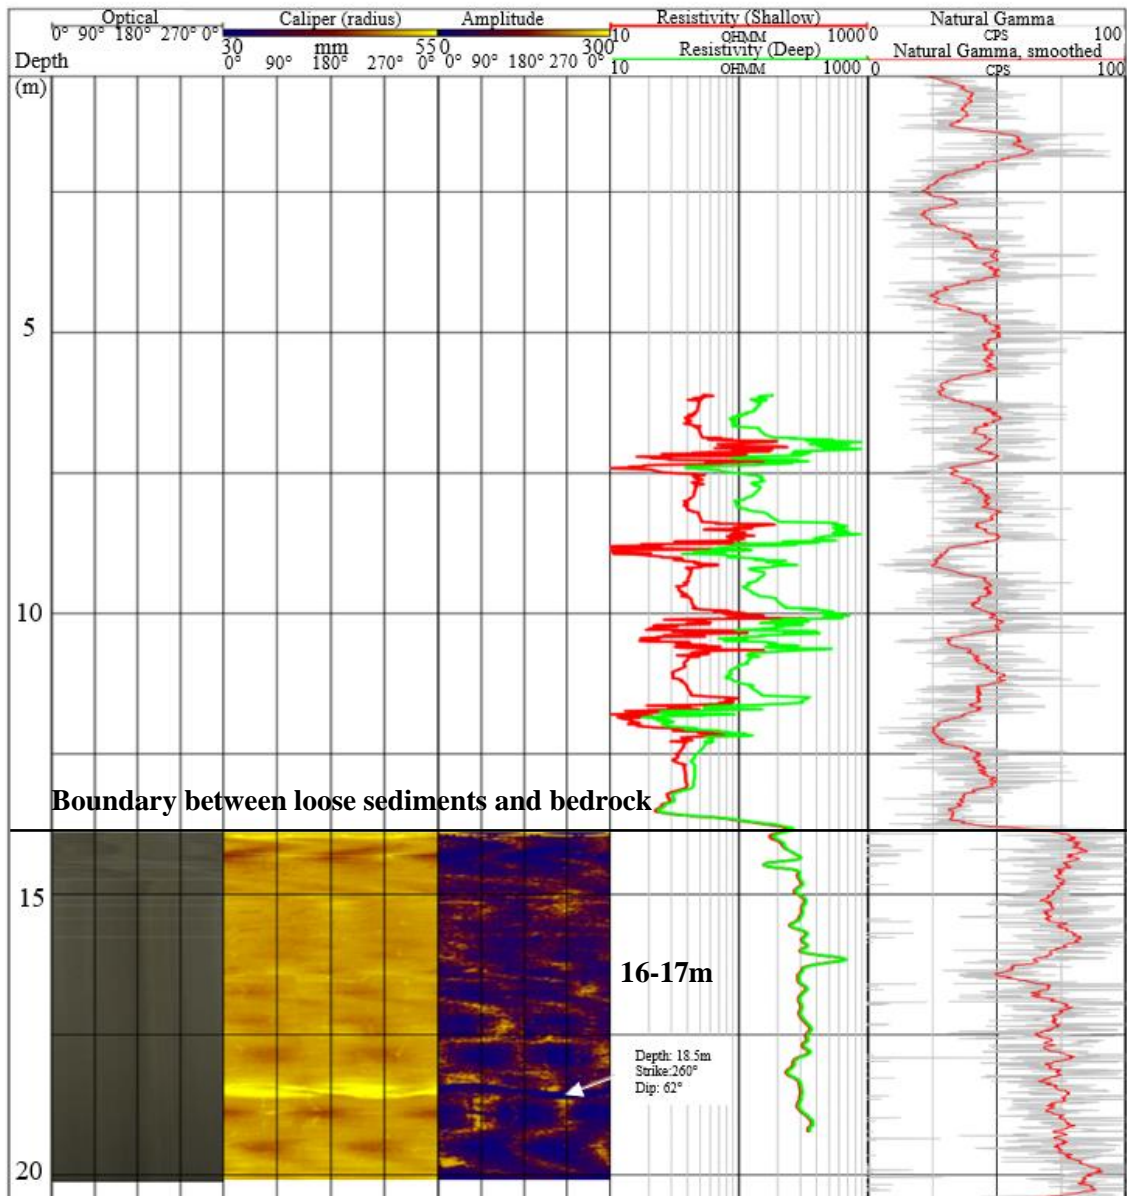 Optical Caliper (radius) Amplitude Resistivity (Shallow) Natural Gamma
0° 90° 180° 270° 0° 30 mm 550 300 10 OHMM 1000 0 CPS 100
Resistivity (Deep) Natural Gamma, smoothed
Depth 0° 90° 180° 270° 0° 0° 90° 180° 270 0° 10 OHMM 1000 0 CPS 100
(m)
5
10
Boundary between loose sediments and bedrock
15
16-17m
Depth: 18.5m
Strike:260°
Dip: 62°
20